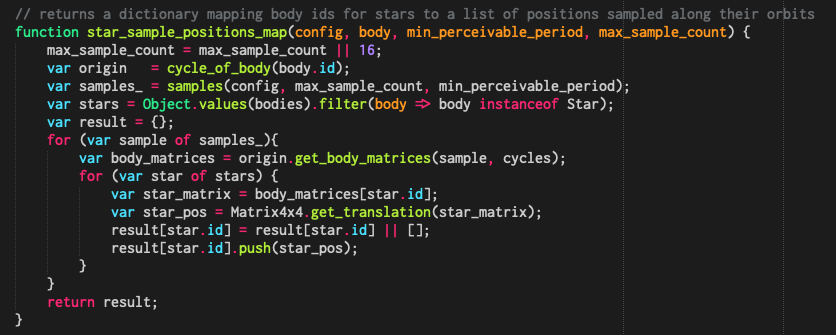 // returns a dictionary mapping body ids for stars to a list of positions sampled along their orbits
function star_sample_positions_map(config, body, min_perceivable_period, max_sample_count) {
    max_sample_count = max_sample_count || 16;
    var origin   = cycle_of_body(body.id);
    var samples_ = samples(config, max_sample_count, min_perceivable_period);
    var stars = Object.values(bodies).filter(body => body instanceof Star);
    var result = {};
    for (var sample of samples_){
        var body_matrices = origin.get_body_matrices(sample, cycles);
        for (var star of stars) {
            var star_matrix = body_matrices[star.id];
            var star_pos = Matrix4x4.get_translation(star_matrix);
            result[star.id] = result[star.id] || [];
            result[star.id].push(star_pos);
        }
    }
    return result;
}